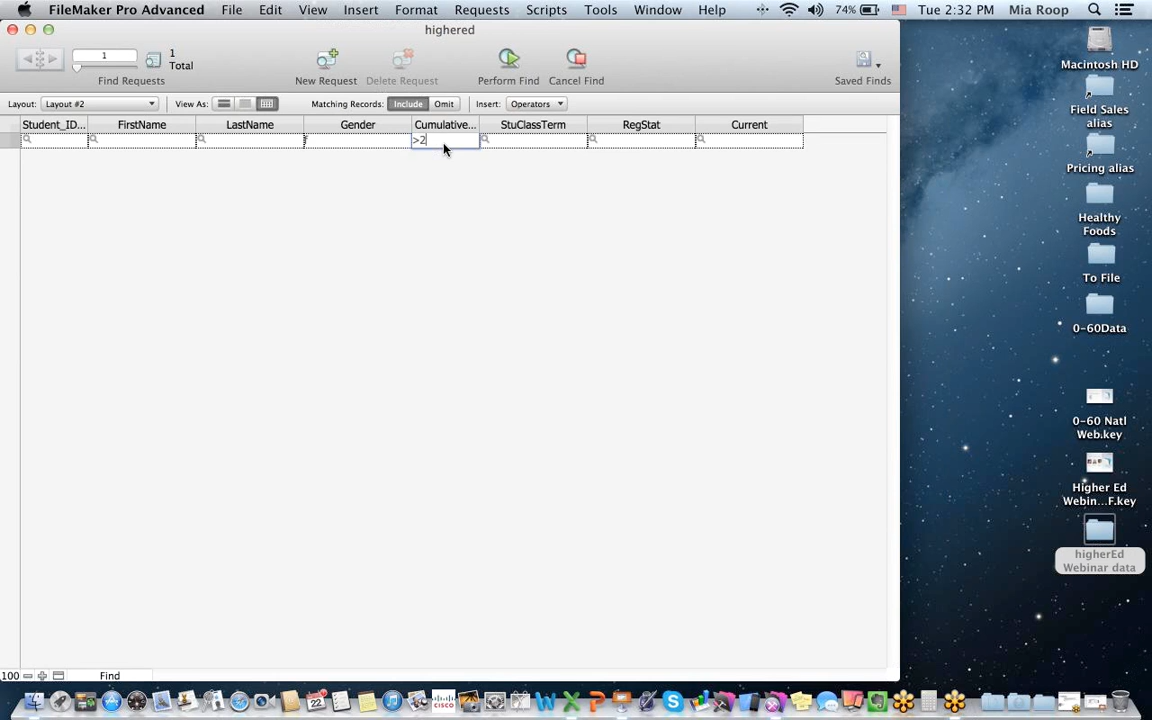 FileMaker Pro Advanced File Edit View Insert Format Requests Scripts Tools Window Help 74% Tue 2:32 PM Mia Roop
highered
1
1
Total
Find Requests
New Request
Delete Request
Perform Find
Cancel Find
Saved Finds
Layout: Layout #2 View As: Matching Records: Include Omit Insert: Operators
Student_ID... FirstName LastName Gender Cumulative... StuClassTerm RegStat Current
f >2
100 Find
Macintosh HD
Field Sales
alias
Pricing alias
Healthy
Foods
To File
0-60Data
0-60 Natl
Web.key
Higher Ed
Webin...F.key
higherEd
Webinar data
22
CISCO